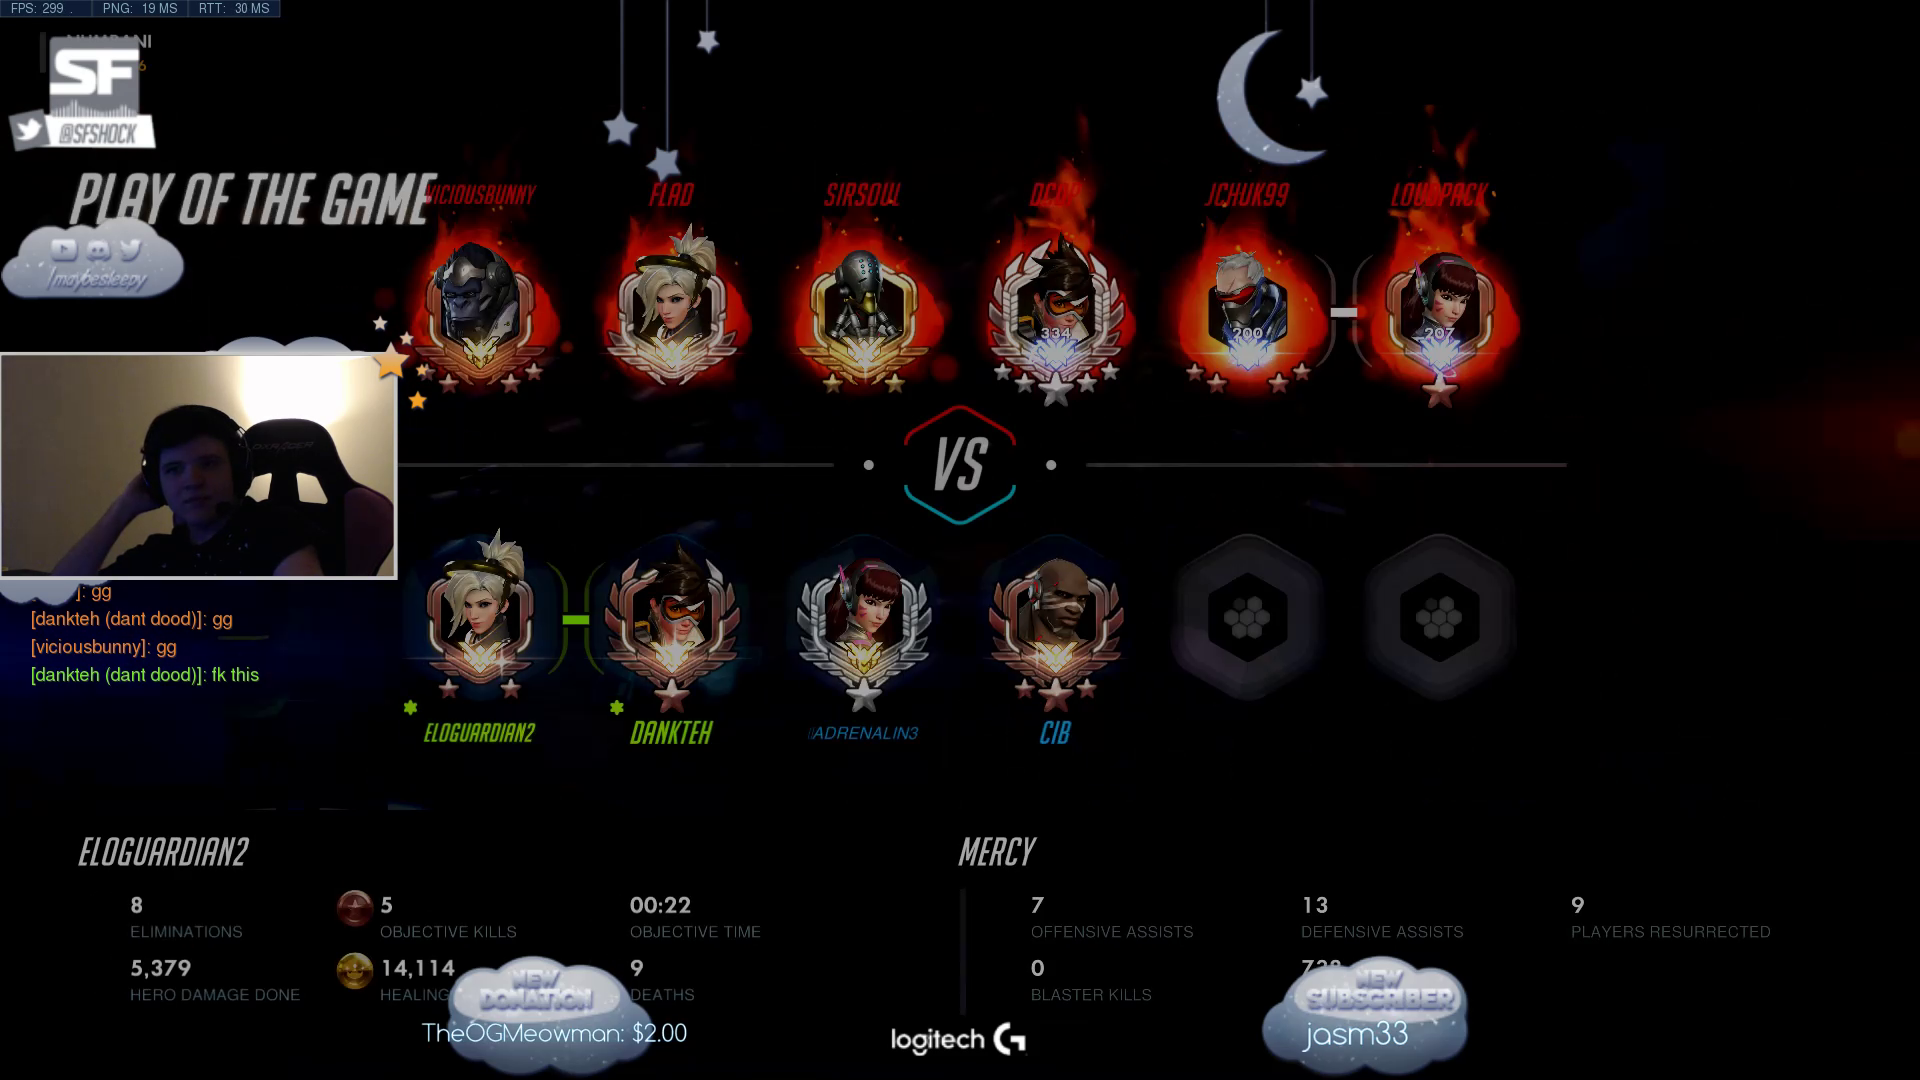 FPS: 299 . PNG: 19 MS RTT: 30 MS
SF
@SFSHOCK
PLAY OF THE GAME
VICIOUSBUNNY FLAD SIRSOUL JCHUK99 LOUDPACK
/maybesleepy
334 200 207
VS
]: gg
[dankteh (dant dood)]: gg
[viciousbunny]: gg
[dankteh (dant dood)]: fk this
ELOGUARDIAN2 DANKTEH ADRENALIN3 CIB
ELOGUARDIAN2 MERCY
8 5 00:22 7 13 9
ELIMINATIONS OBJECTIVE KILLS OBJECTIVE TIME OFFENSIVE ASSISTS DEFENSIVE ASSISTS PLAYERS RESURRECTED
5,379 14,114 9 0
HERO DAMAGE DONE HEALING DEATHS BLASTER KILLS
NEW DONATION
TheOGMeowman: $2.00
logitech G
NEW SUBSCRIBER
jasm33